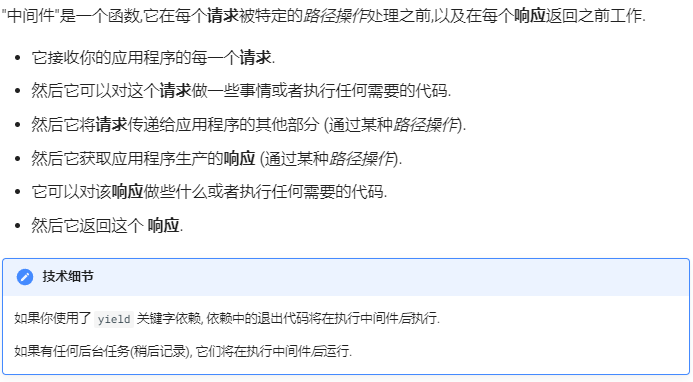 "中间件"是一个函数,它在每个请求被特定的路径操作处理之前,以及在每个响应返回之前工作.
它接收你的应用程序的每一个请求.
然后它可以对这个请求做一些事情或者执行任何需要的代码.
然后它将请求传递给应用程序的其他部分 (通过某种路径操作).
然后它获取应用程序生产的响应 (通过某种路径操作).
它可以对该响应做些什么或者执行任何需要的代码.
然后它返回这个 响应.
技术细节
如果你使用了 yield 关键字依赖, 依赖中的退出代码将在执行中间件后执行.
如果有任何后台任务(稍后记录), 它们将在执行中间件后运行.